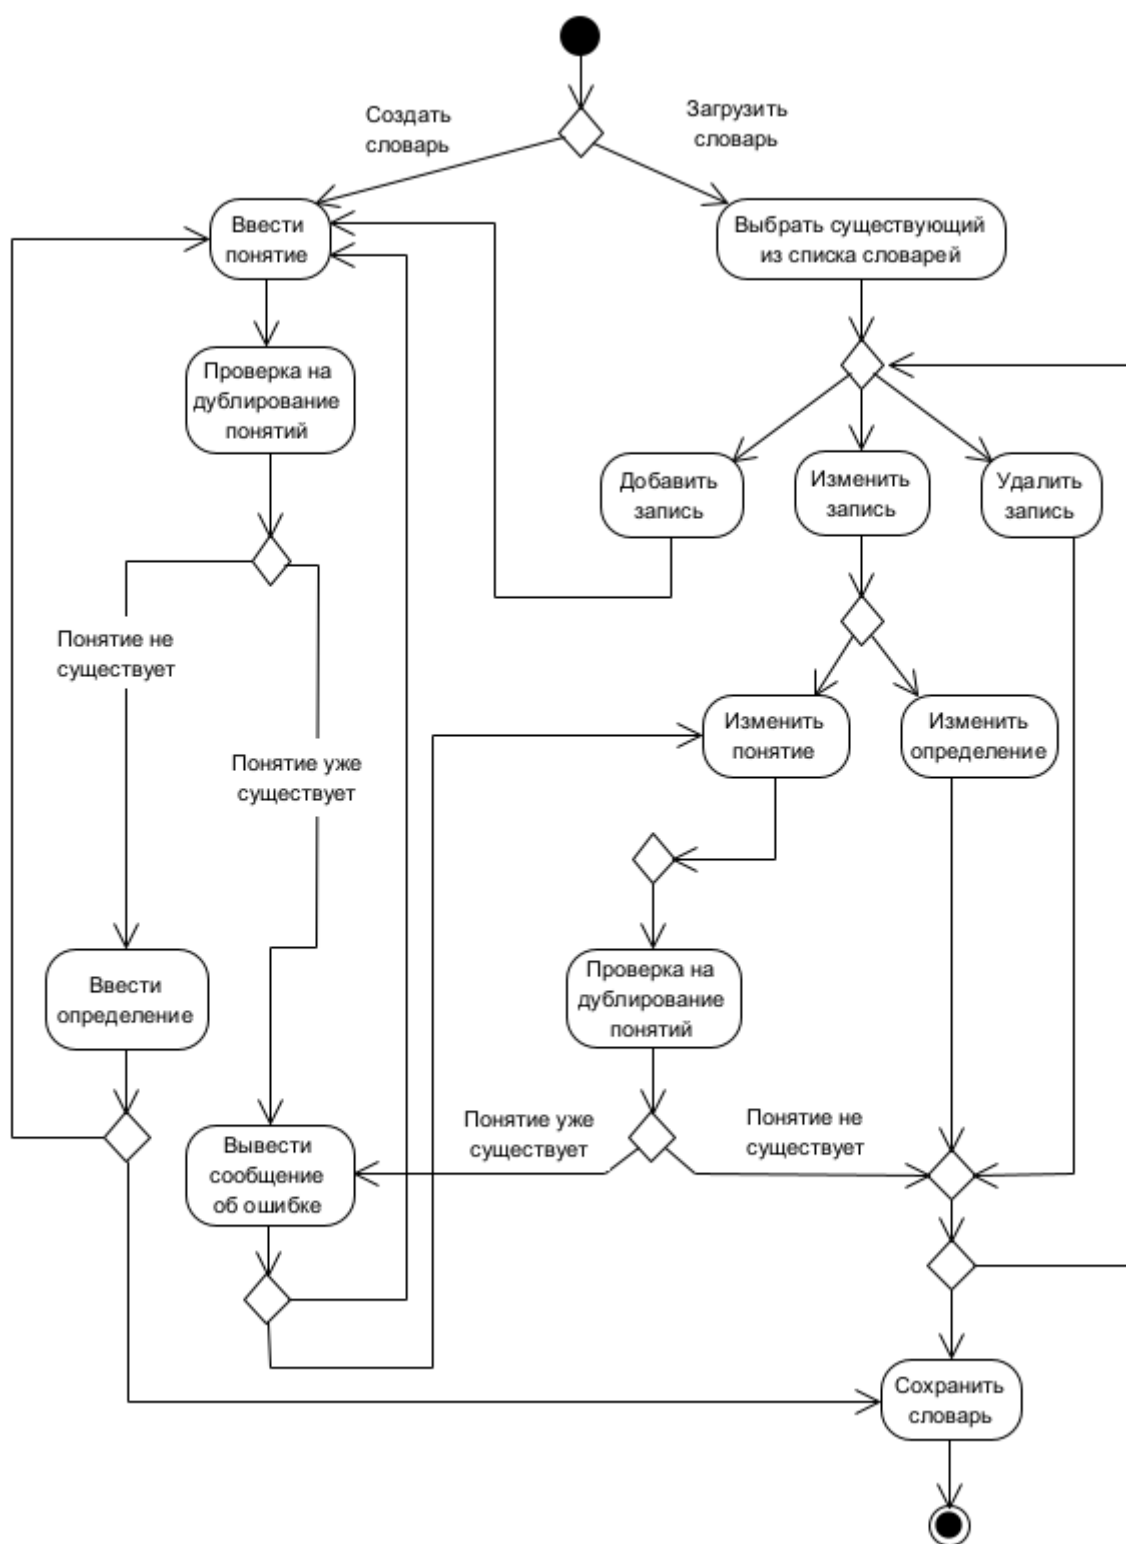 Создать
словарь
Загрузить
словарь
Ввести
понятие
Выбрать существующий
из списка словарей
Проверка на
дублирование
понятий
Добавить
запись
Изменить
запись
Удалить
запись
Понятие не
существует
Понятие уже
существует
Изменить
понятие
Изменить
определение
Ввести
определение
Проверка на
дублирование
понятий
Понятие уже
существует
Понятие не
существует
Вывести
сообщение
об ошибке
Сохранить
словарь